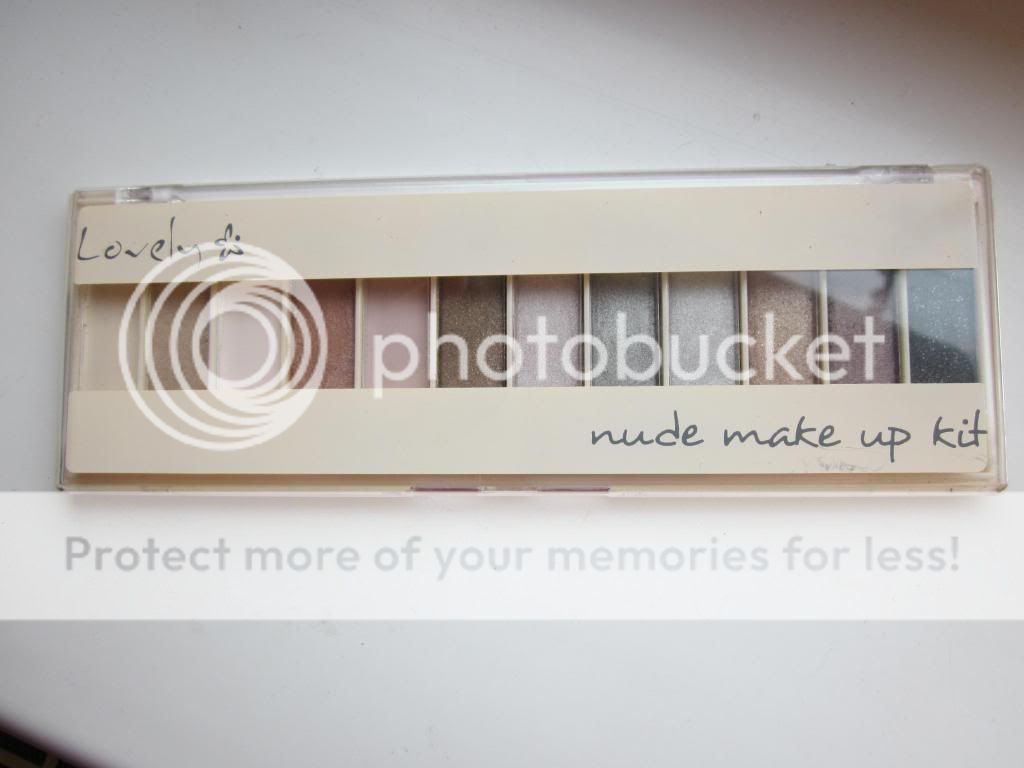 Lovely
photobucket
nude make up kit
Protect more of your memories for less!